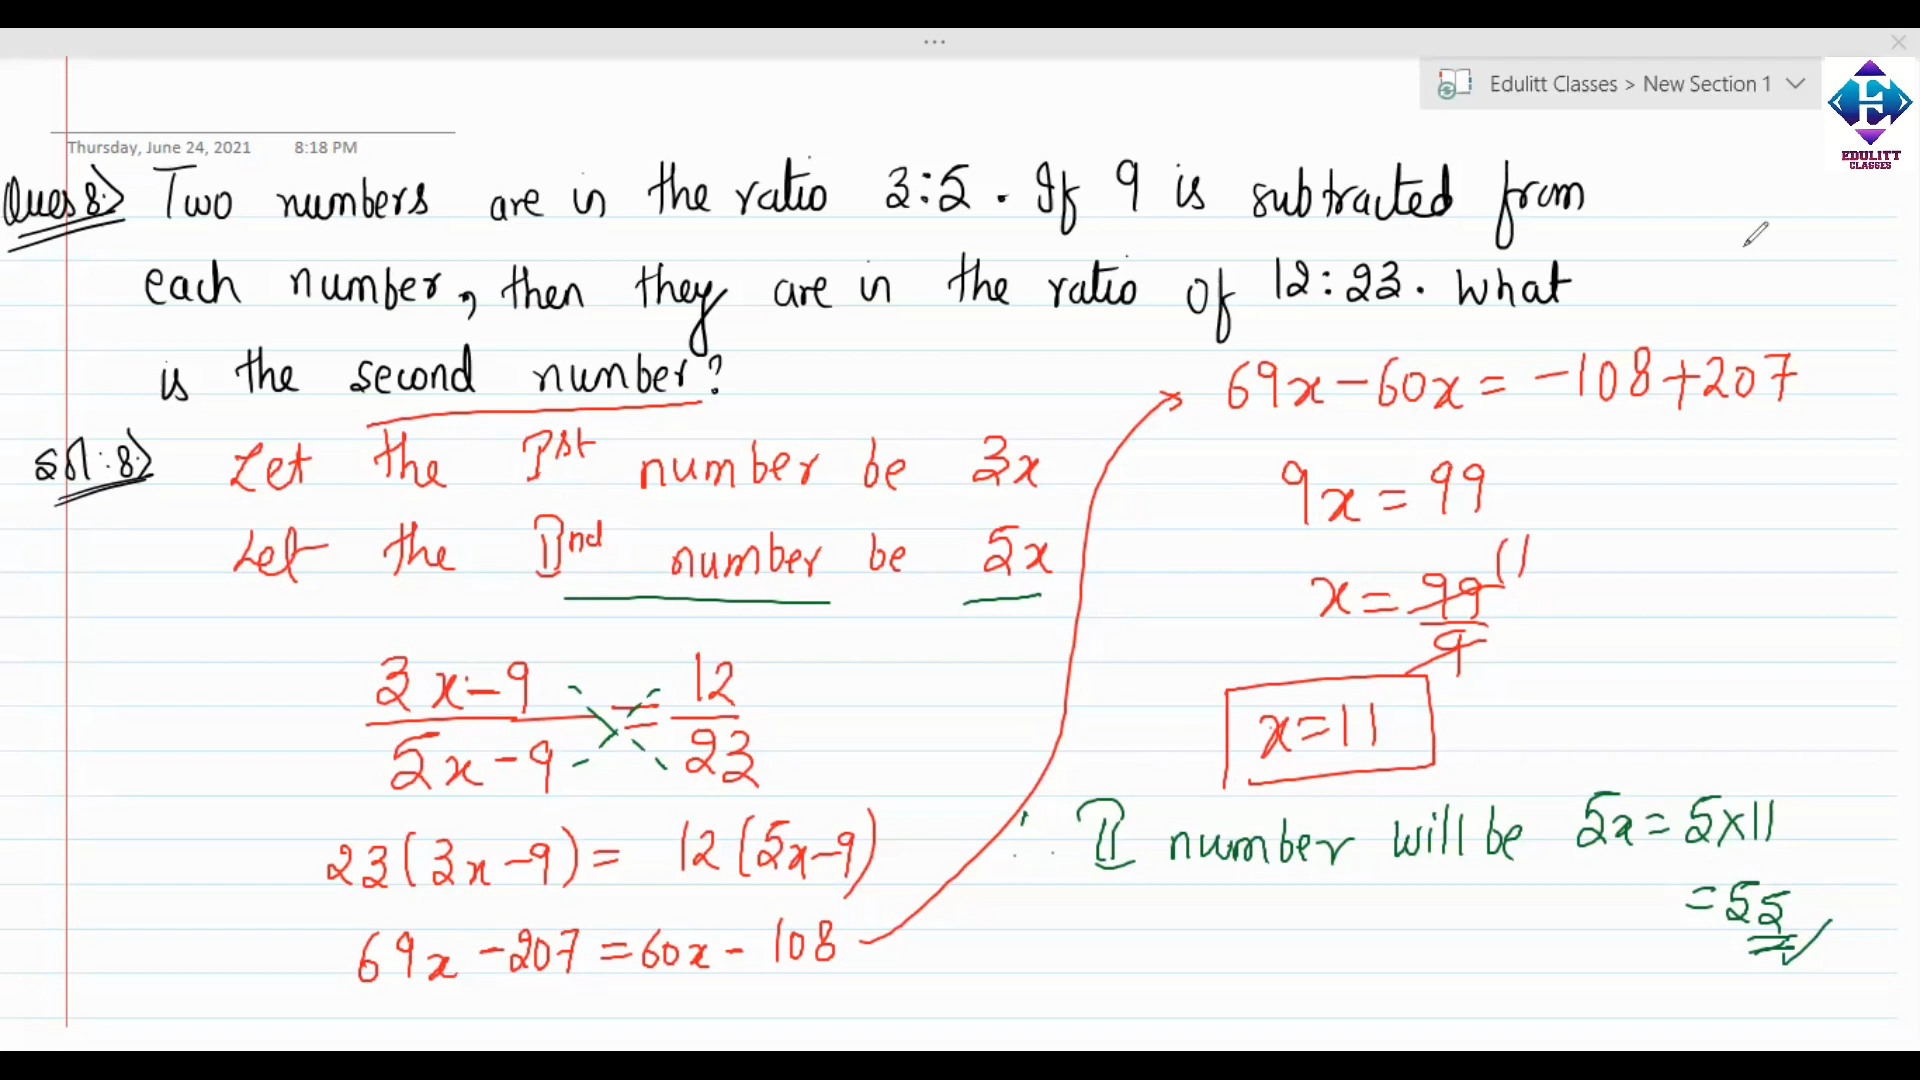 Edulitt Classes > New Section 1
EDULITT
CLASSES
Thursday, June 24, 2021 8:18 PM
Ques 8.) Two numbers are in the ratio 3:5. If 9 is subtracted from
each number, then they are in the ratio of 12:23. What
is the second number?
Sol:8) Let the Ist number be 3x
Let the IInd number be 5x
3x-9 = 12
5x-9 23
23(3x-9) = 12(5x-9)
69x -207 = 60x - 108
69x-60x = -108+207
9x = 99
x = 99 11
9
x=11
∴ II number will be 5x = 5x11
= 55